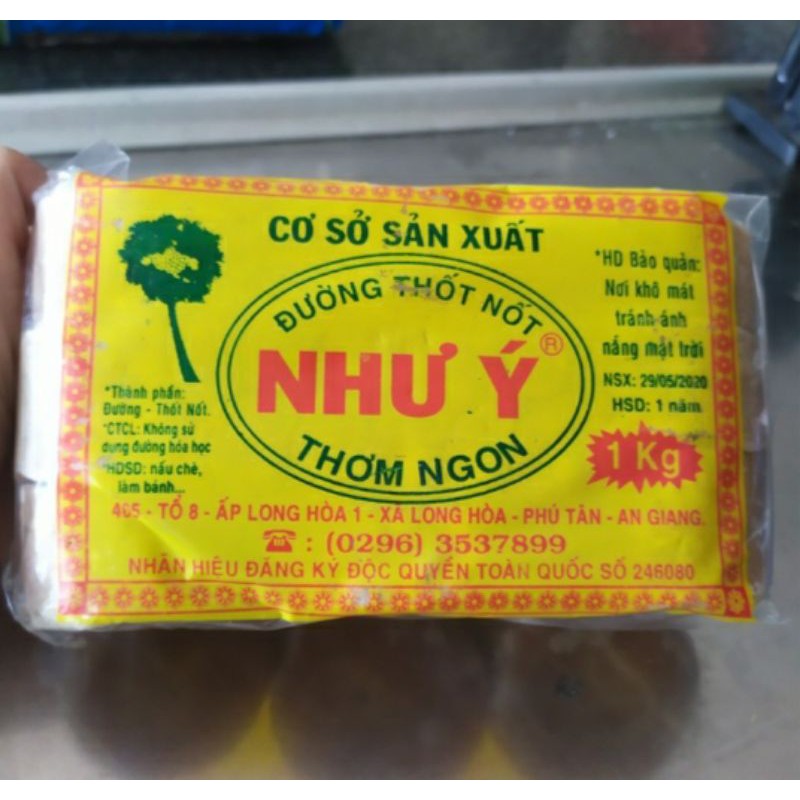 CƠ SỞ SẢN XUẤT
ĐƯỜNG THỐT NỐT
NHƯ Ý ®
THƠM NGON
*HD Bảo quản:
Nơi khô mát
tránh ánh
nắng mặt trời
NSX: 29/05/2020
HSD: 1 năm
1 Kg
*Thành phần:
Đường - Thốt Nốt.
*CTCL: Không sử
dụng đường hóa học
*HDSD: nấu chè,
làm bánh...
405 - TỔ 8 - ẤP LONG HÒA 1 - XÃ LONG HÒA - PHÚ TÂN - AN GIANG.
☎ : (0296) 3537899
NHÃN HIỆU ĐĂNG KÝ ĐỘC QUYỀN TOÀN QUỐC SỐ 246080